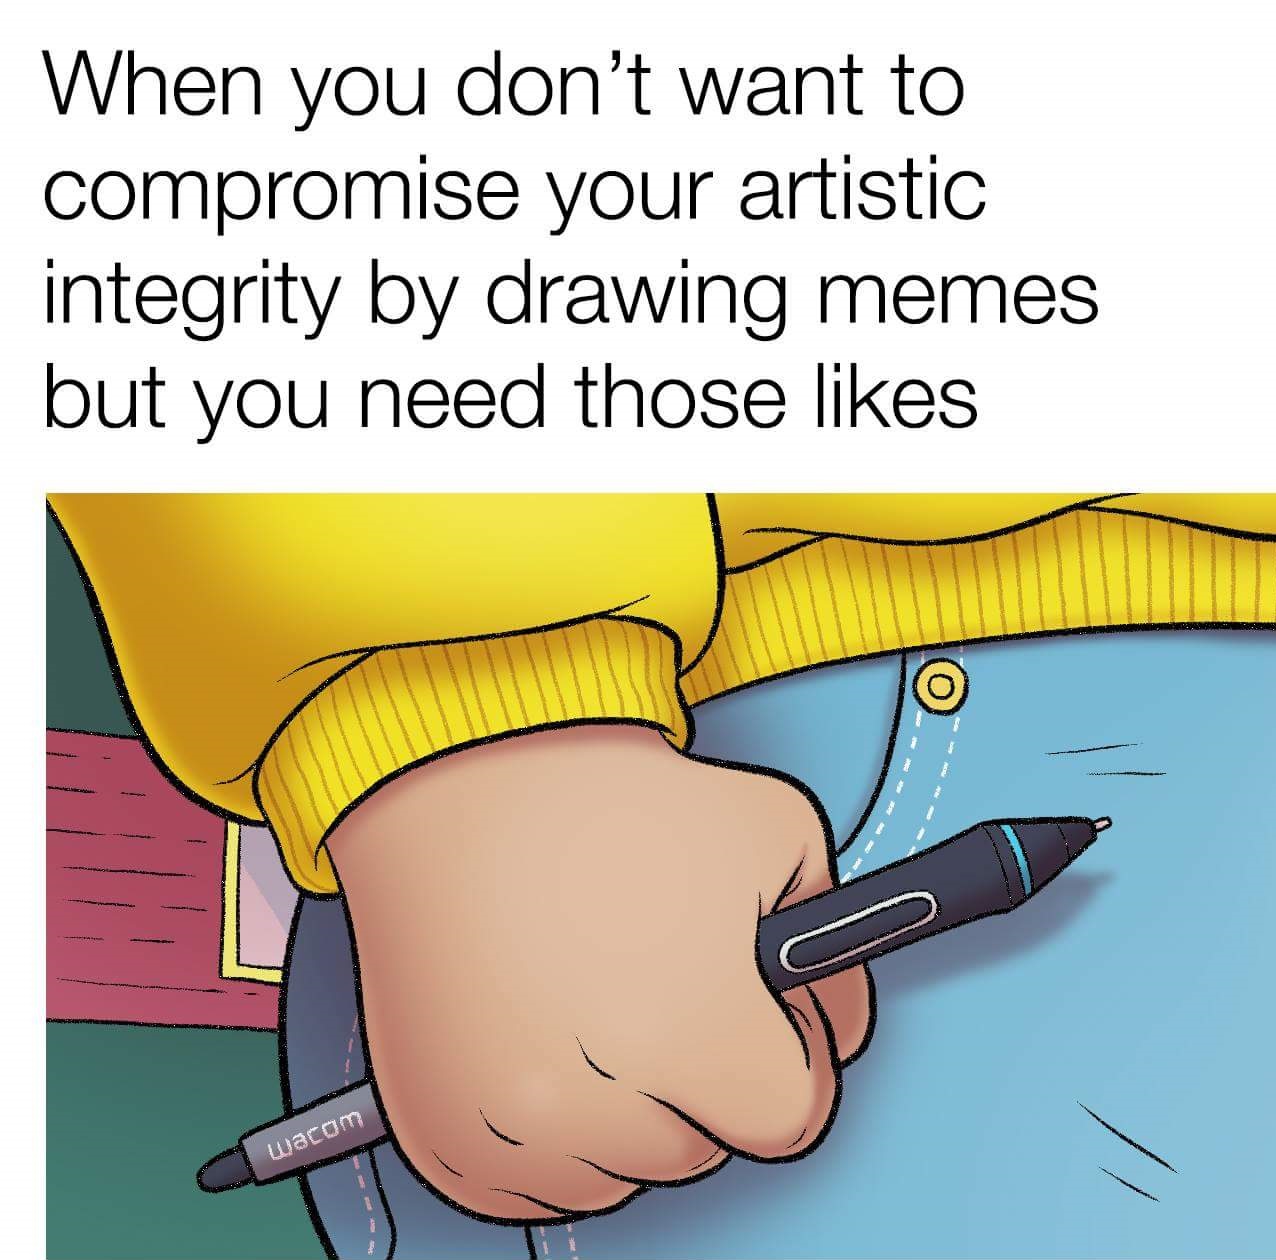 When you don’t want to
compromise your artistic
integrity by drawing memes
but you need those likes
wacom